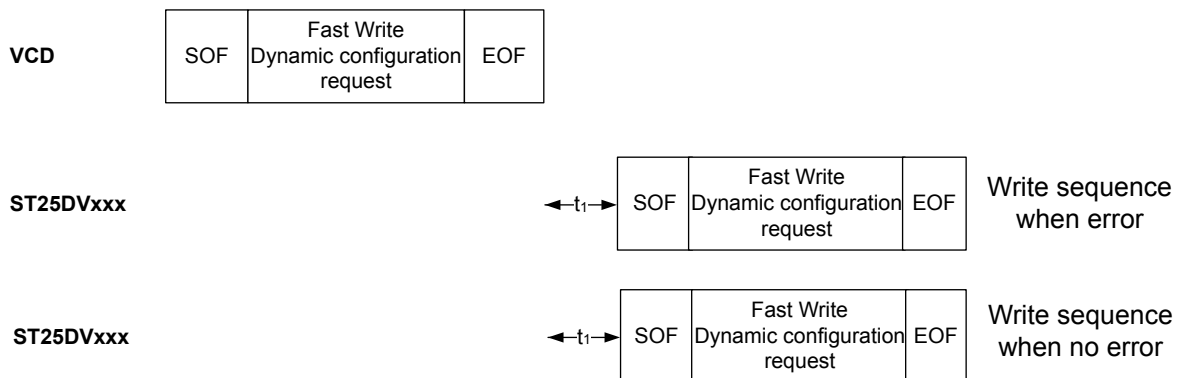 VCD
SOF
Fast Write
Dynamic configuration
request
EOF
ST25DVxxx
t1
SOF
Fast Write
Dynamic configuration
request
EOF
Write sequence
when error
ST25DVxxx
t1
SOF
Fast Write
Dynamic configuration
request
EOF
Write sequence
when no error